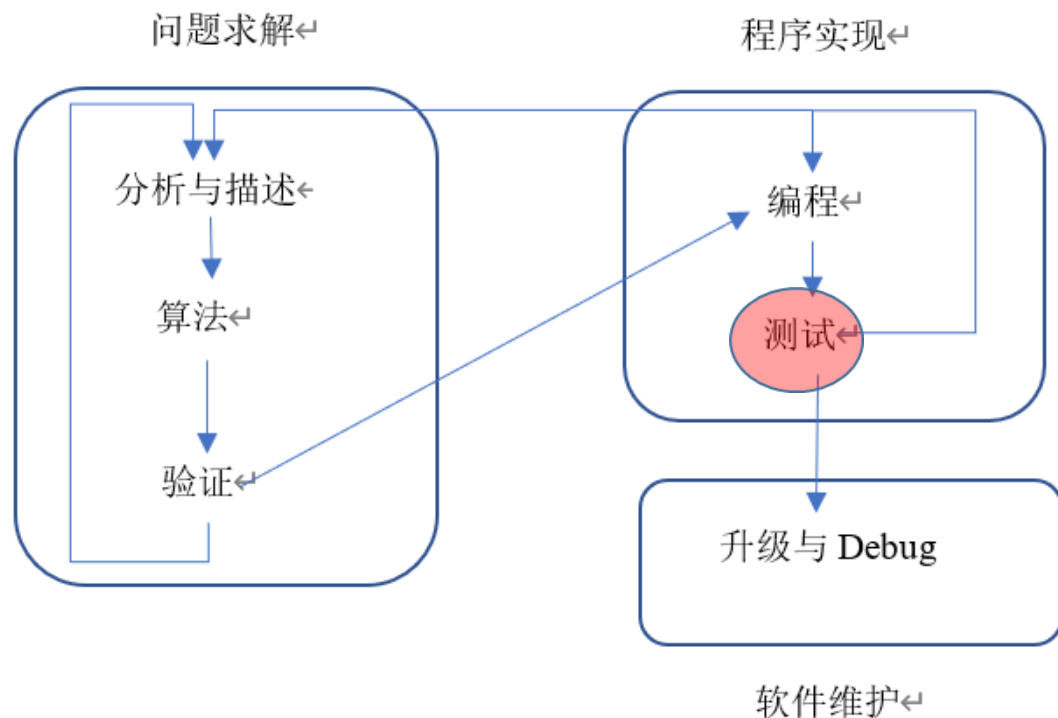 问题求解↵
程序实现↵
分析与描述↵
编程↵
算法↵
测试↵
验证↵
升级与 Debug
软件维护↵